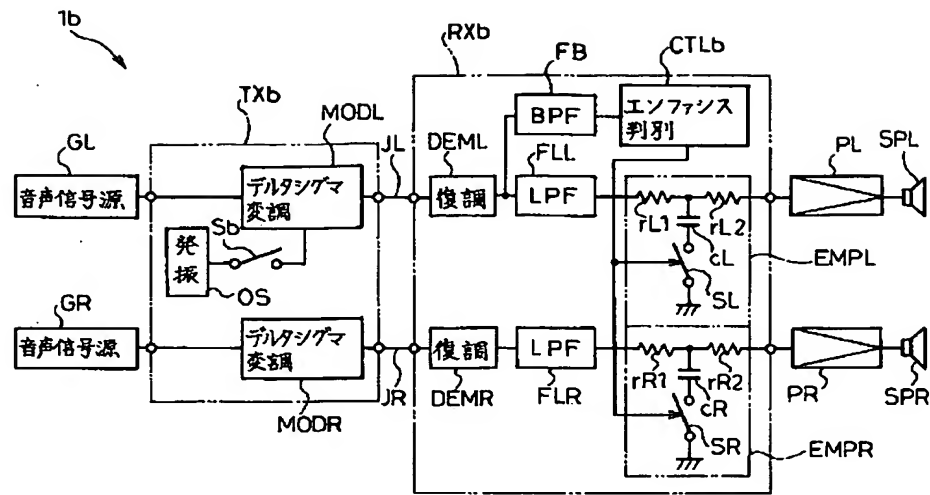 1b
RXb
FB
CTLb
TXb
MODL
BPF
エンファシス
判別
GL
JL
DEML
FLL
PL
SPL
音声信号源
デルタシグマ
変調
復調
LPF
rL1
rL2
Sb
cL
発振
EMPL
OS
SL
GR
音声信号源
デルタシグマ
変調
復調
LPF
rR1
rR2
MODR
JR
DEMR
FLR
cR
PR
SPR
SR
EMPR